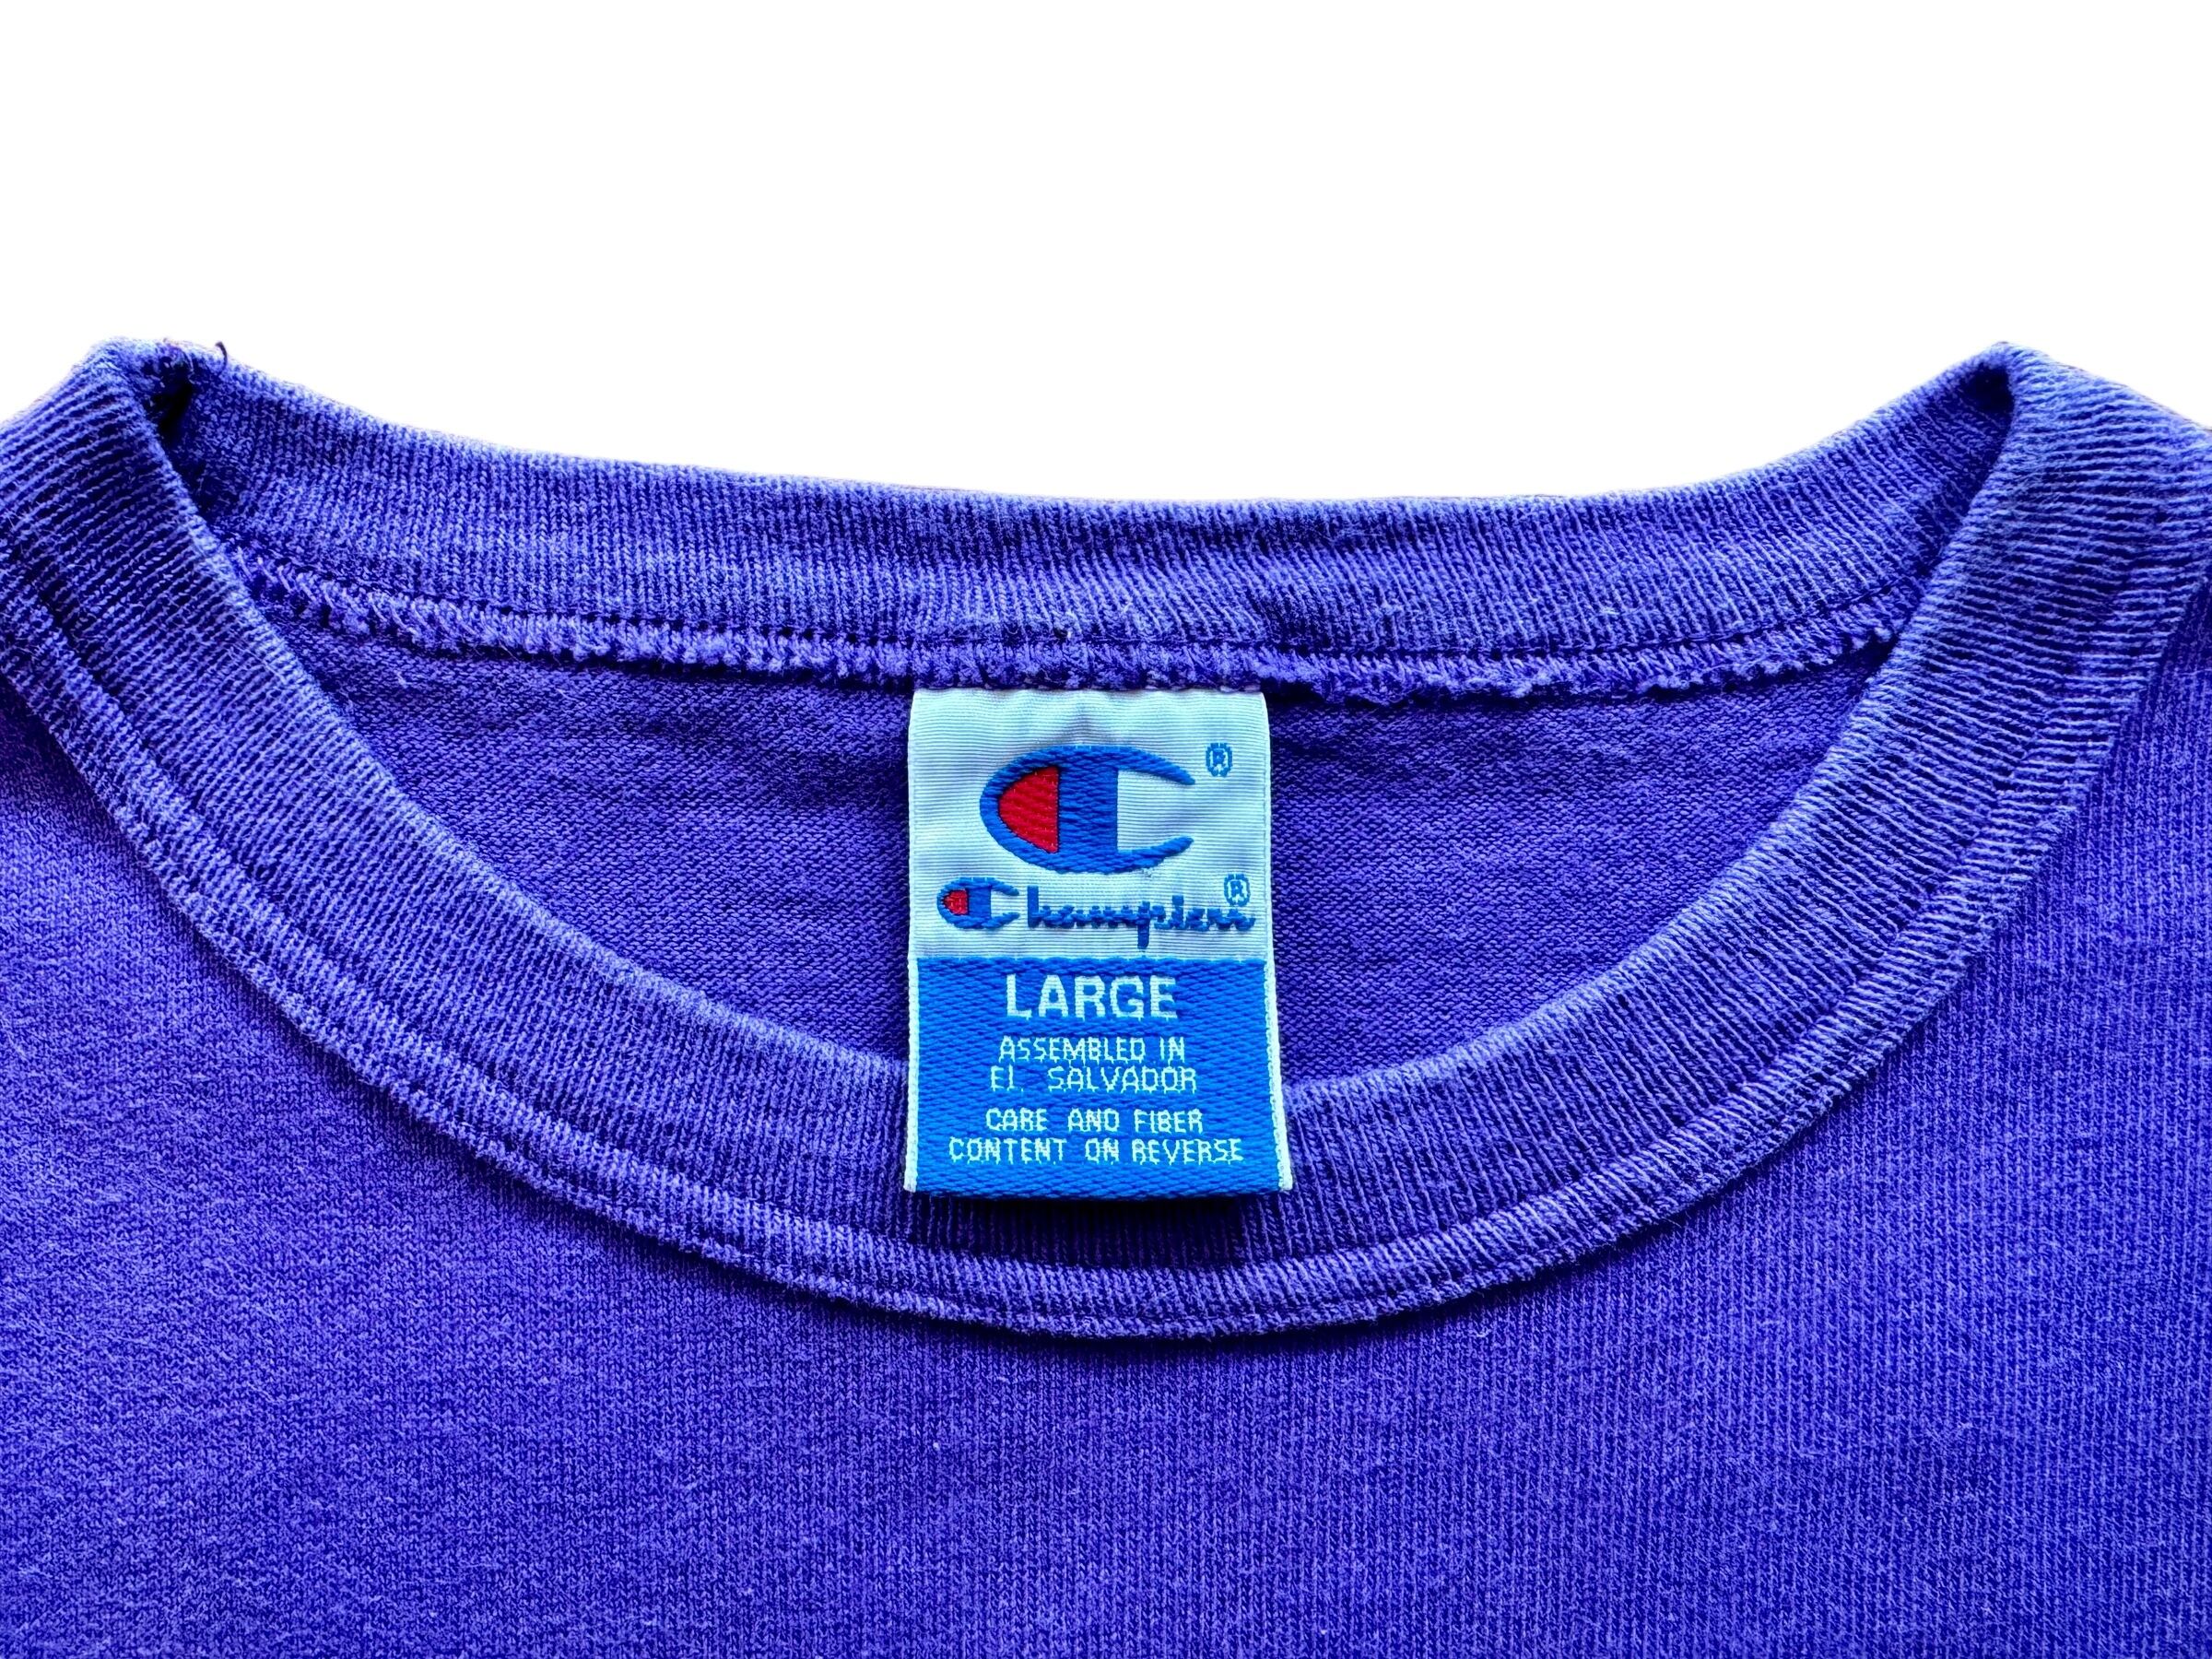 ®
Champion®
LARGE
ASSEMBLED IN
EL SALVADOR
CARE AND FIBER
CONTENT ON REVERSE